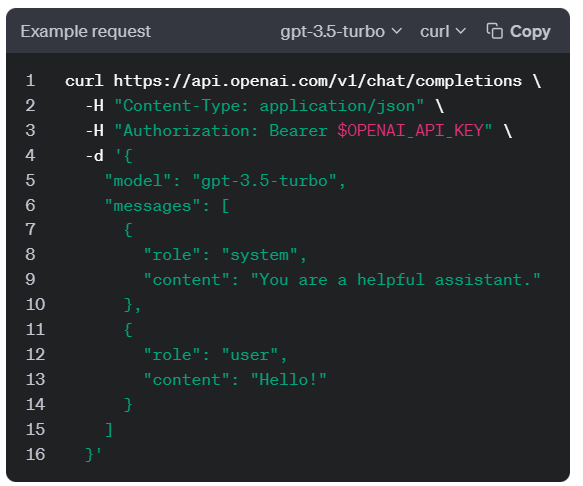 Example request gpt-3.5-turbo curl Copy
1 curl https://api.openai.com/v1/chat/completions \
2 -H "Content-Type: application/json" \
3 -H "Authorization: Bearer $OPENAI_API_KEY" \
4 -d '{
5 "model": "gpt-3.5-turbo",
6 "messages": [
7 {
8 "role": "system",
9 "content": "You are a helpful assistant."
10 },
11 {
12 "role": "user",
13 "content": "Hello!"
14 }
15 ]
16 }'